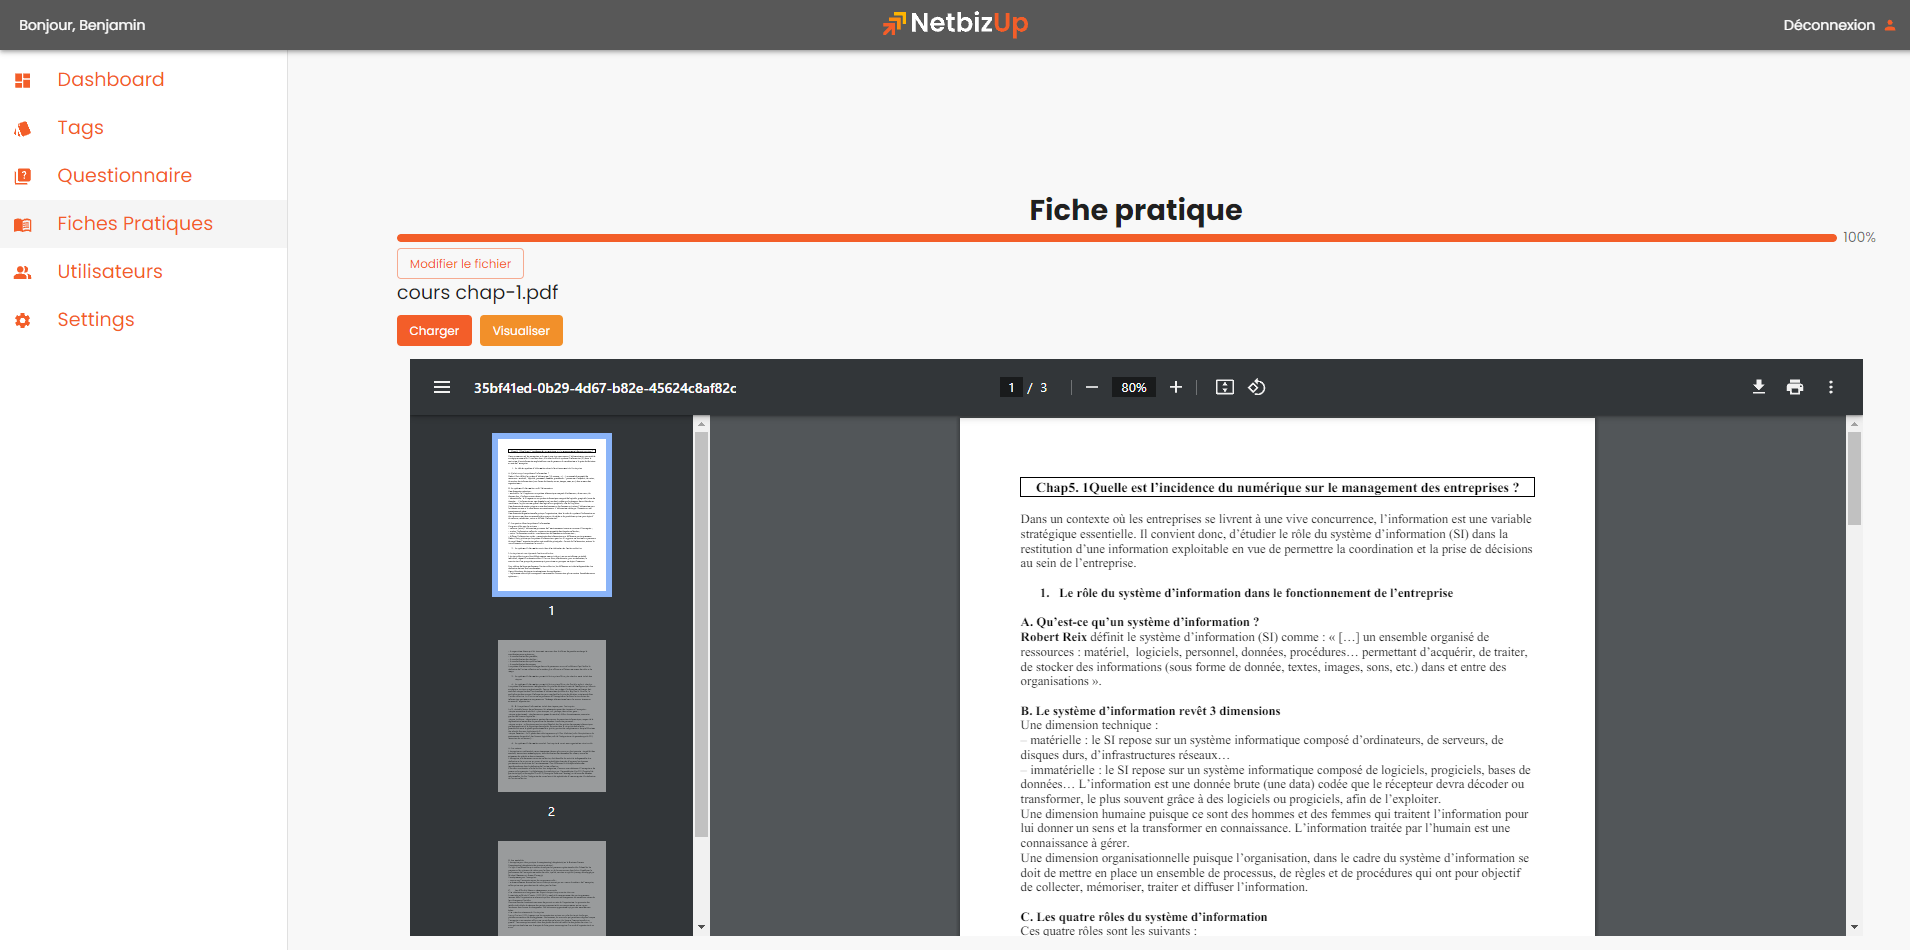 Bonjour, Benjamin
NetbizUp
Déconnexion
Dashboard
Tags
Questionnaire
Fiches Pratiques
Utilisateurs
Settings
Fiche pratique
100%
Modifier le fichier
cours chap-1.pdf
Charger
Visualiser
35bf41ed-0b29-4d67-b82e-45624c8af82c
1 / 3
80%
1
2
Chap5. 1Quelle est l’incidence du numérique sur le management des entreprises ?
Dans un contexte où les entreprises se livrent à une vive concurrence, l’information est une variable
stratégique essentielle. Il convient donc, d’étudier le rôle du système d’information (SI) dans la
restitution d’une information exploitable en vue de permettre la coordination et la prise de décisions
au sein de l’entreprise.
1. Le rôle du système d’information dans le fonctionnement de l’entreprise
A. Qu’est-ce qu’un système d’information ?
Robert Reix définit le système d’information (SI) comme : « […] un ensemble organisé de
ressources : matériel, logiciels, personnel, données, procédures… permettant d’acquérir, de traiter,
de stocker des informations (sous forme de donnée, textes, images, sons, etc.) dans et entre des
organisations ».
B. Le système d’information revêt 3 dimensions
Une dimension technique :
– matérielle : le SI repose sur un système informatique composé d’ordinateurs, de serveurs, de
disques durs, d’infrastructures réseaux…
– immatérielle : le SI repose sur un système informatique composé de logiciels, progiciels, bases de
données… L’information est une donnée brute (une data) codée que le récepteur devra décoder ou
transformer, le plus souvent grâce à des logiciels ou progiciels, afin de l’exploiter.
Une dimension humaine puisque ce sont des hommes et des femmes qui traitent l’information pour
lui donner un sens et la transformer en connaissance. L’information traitée par l’humain est une
connaissance à gérer.
Une dimension organisationnelle puisque l’organisation, dans le cadre du système d’information se
doit de mettre en place un ensemble de processus, de règles et de procédures qui ont pour objectif
de collecter, mémoriser, traiter et diffuser l’information.
C. Les quatre rôles du système d’information
Ces quatre rôles sont les suivants :